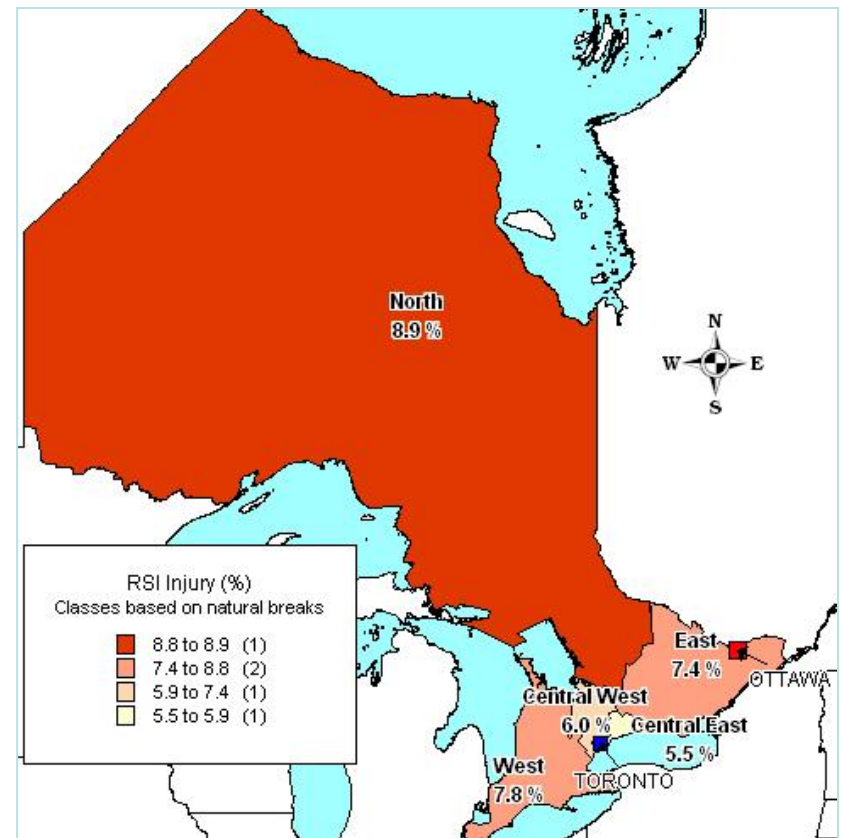 North
8.9 %
N
W E
S
RSI Injury (%)
Classes based on natural breaks
8.8 to 8.9 (1)
7.4 to 8.8 (2)
5.9 to 7.4 (1)
5.5 to 5.9 (1)
East
7.4 %
OTTAWA
Central West
6.0 %
Central East
5.5 %
TORONTO
West
7.8 %